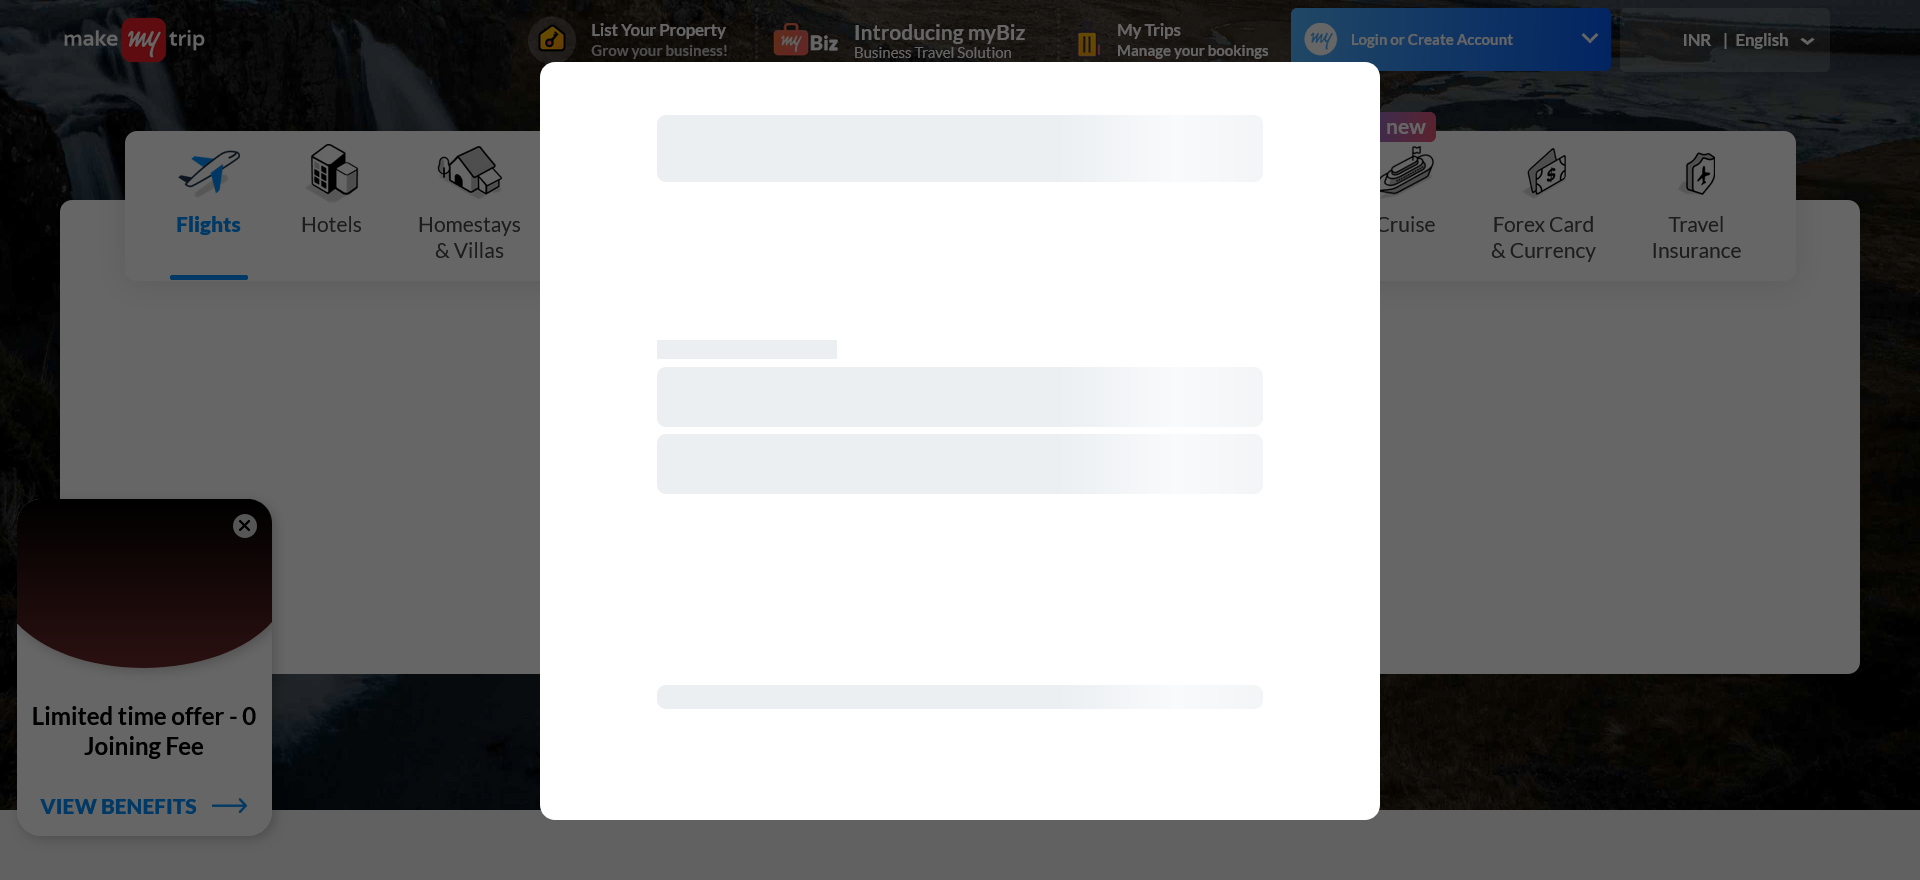 make my trip
List Your Property
Grow your business!
my Biz
Introducing myBiz
Business Travel Solution
My Trips
Manage your bookings
my
Login or Create Account
INR | English
new
Flights
Hotels
Homestays
& Villas
Cruise
Forex Card
& Currency
Travel
Insurance
Limited time offer - 0
Joining Fee
VIEW BENEFITS